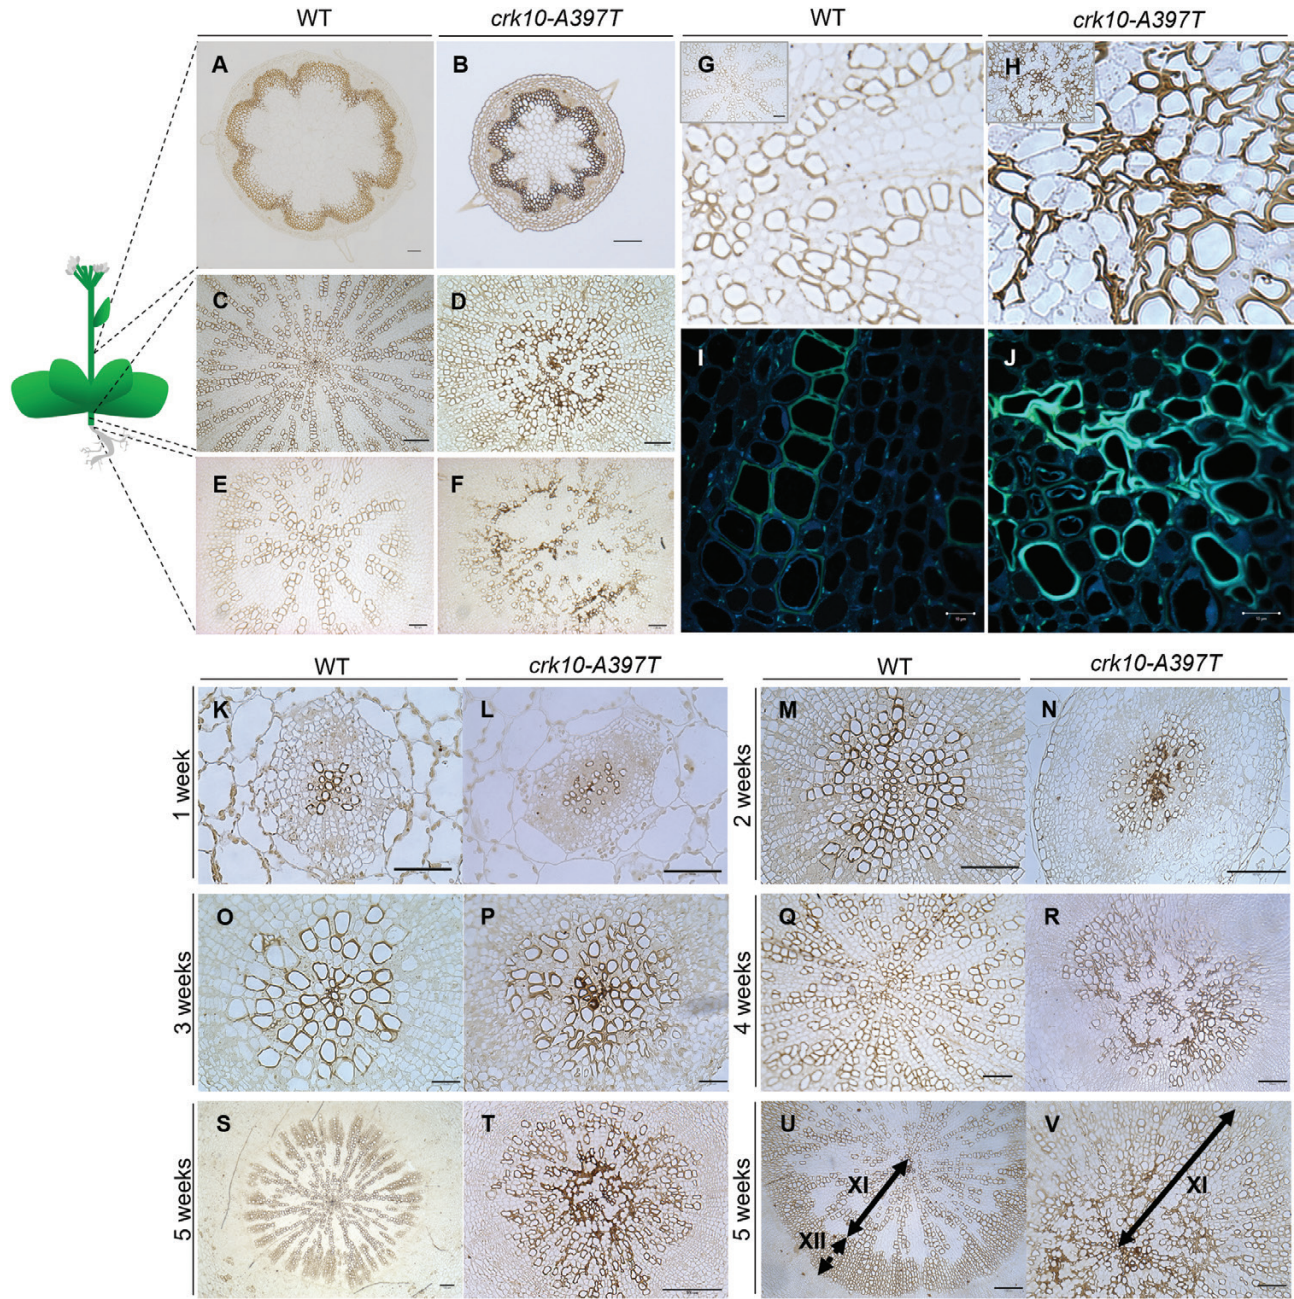 WT crk10-A397T WT crk10-A397T
A B G H
C D
E F I J
WT crk10-A397T WT crk10-A397T
1 week K L 2 weeks M N
3 weeks O P 4 weeks Q R
5 weeks S T 5 weeks U V
XI XI
XII